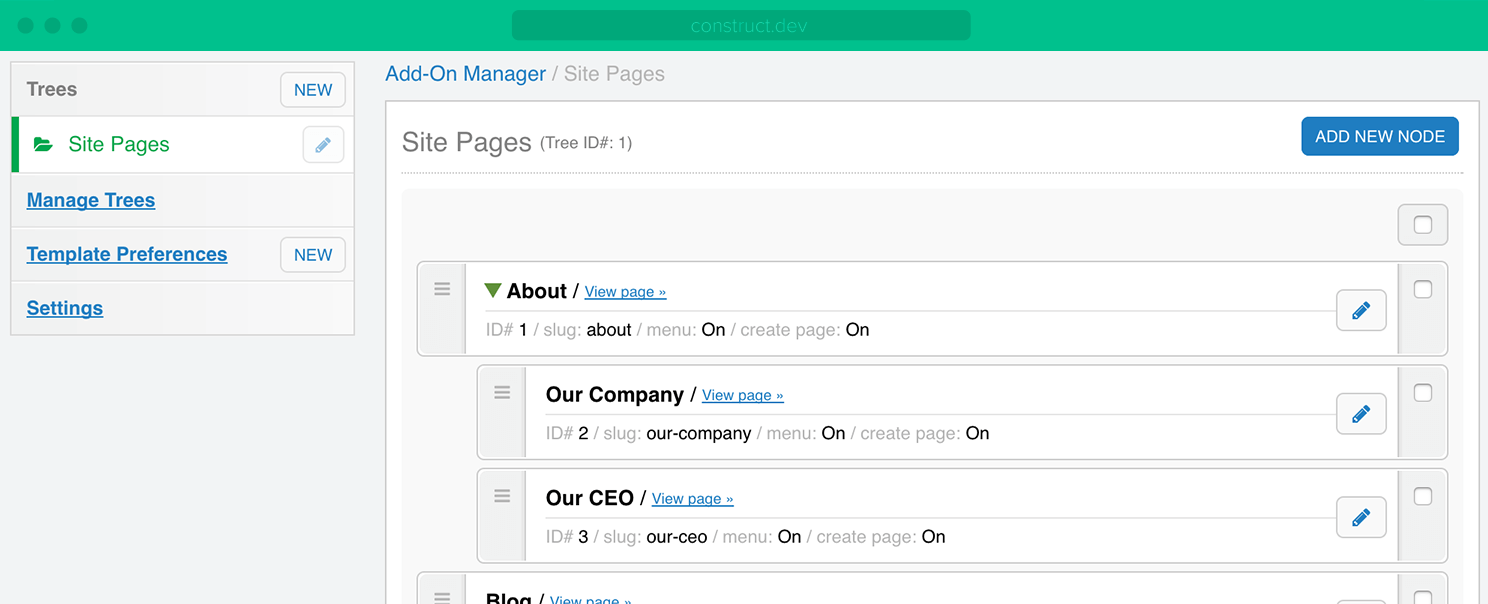 construct.dev
Trees NEW
Site Pages
Manage Trees
Template Preferences NEW
Settings
Add-On Manager / Site Pages
Site Pages (Tree ID#: 1) ADD NEW NODE
About / View page »
ID# 1 / slug: about / menu: On / create page: On
Our Company / View page »
ID# 2 / slug: our-company / menu: On / create page: On
Our CEO / View page »
ID# 3 / slug: our-ceo / menu: On / create page: On
Blog / View page »